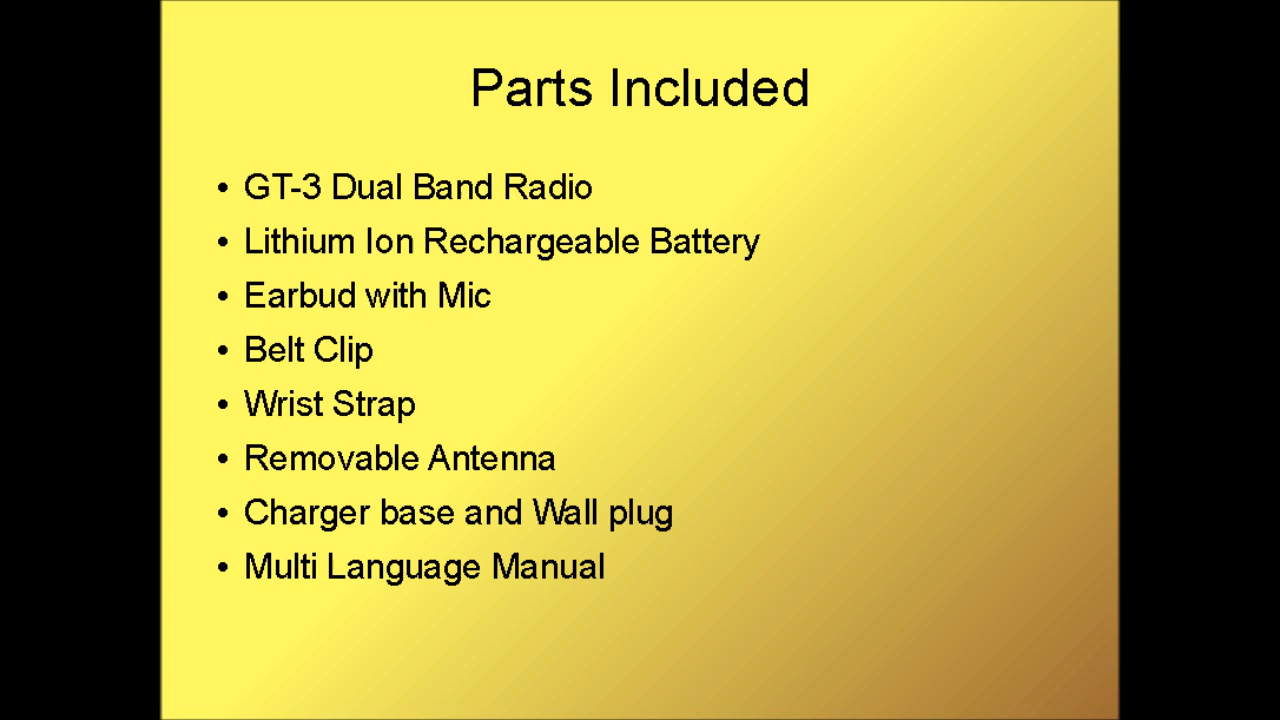 Parts Included
• GT-3 Dual Band Radio
• Lithium Ion Rechargeable Battery
• Earbud with Mic
• Belt Clip
• Wrist Strap
• Removable Antenna
• Charger base and Wall plug
• Multi Language Manual